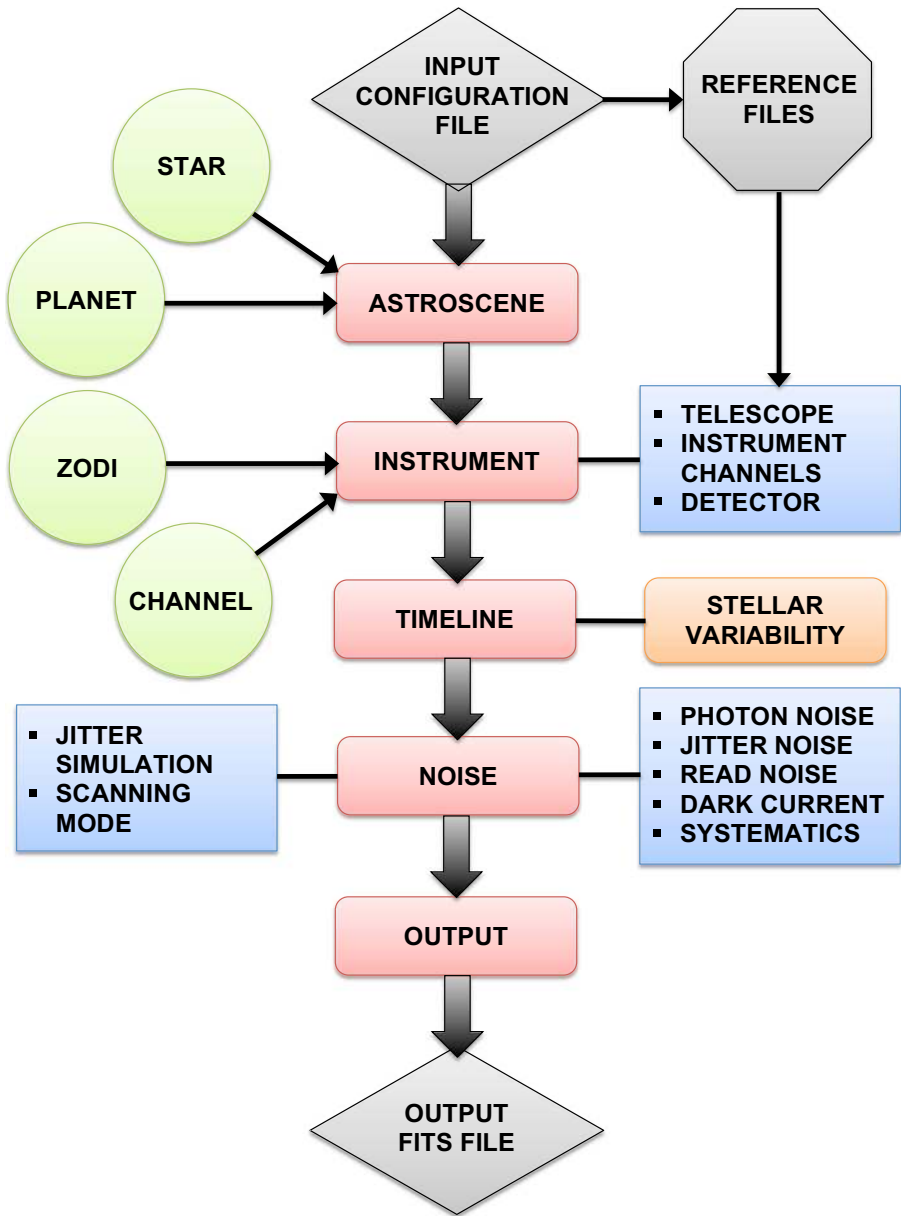 INPUT
CONFIGURATION
FILE
REFERENCE
FILES
STAR
PLANET
ASTROSCENE
ZODI
INSTRUMENT
▪ TELESCOPE
▪ INSTRUMENT
CHANNELS
▪ DETECTOR
CHANNEL
TIMELINE
STELLAR
VARIABILITY
▪ JITTER
SIMULATION
▪ SCANNING
MODE
NOISE
▪ PHOTON NOISE
▪ JITTER NOISE
▪ READ NOISE
▪ DARK CURRENT
▪ SYSTEMATICS
OUTPUT
OUTPUT
FITS FILE